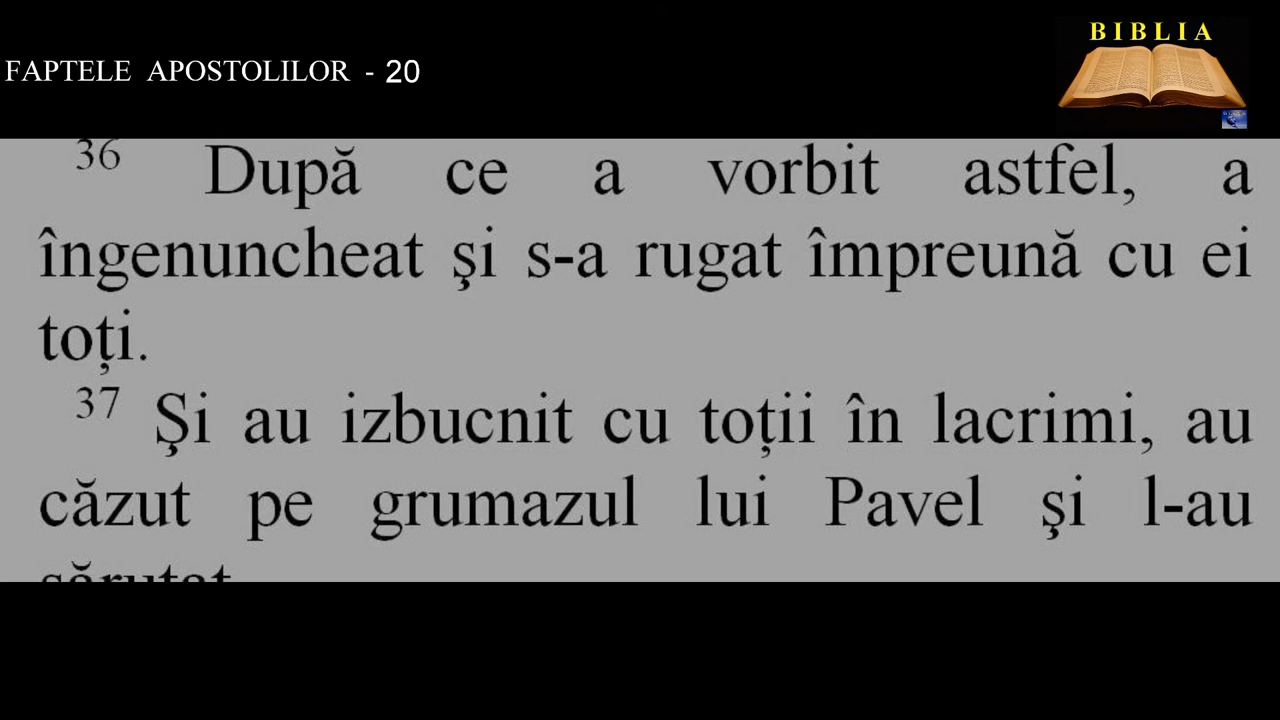 BIBLIA
FAPTELE APOSTOLILOR - 20
36 După ce a vorbit astfel, a
îngenuncheat şi s-a rugat împreună cu ei
toți.
37 Şi au izbucnit cu toții în lacrimi, au
căzut pe grumazul lui Pavel şi l-au
sărutat